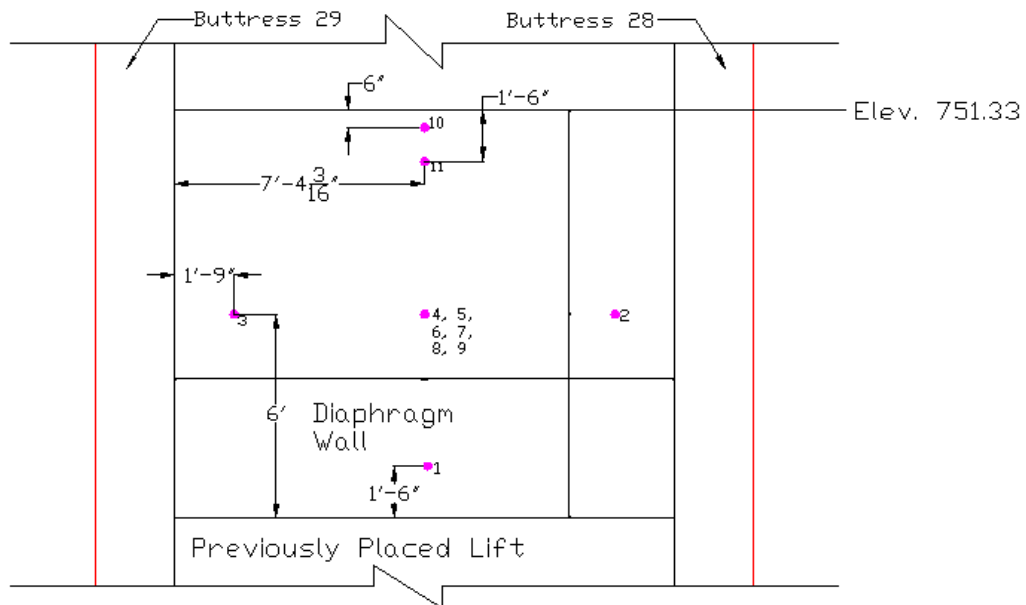 Buttress 29
Buttress 28
6"
1'-6"
Elev. 751.33
10
11
7'-4 3/16"
1'-9"
3
4, 5,
6, 7,
8, 9
2
6'
Diaphragm
Wall
1
1'-6"
Previously Placed Lift